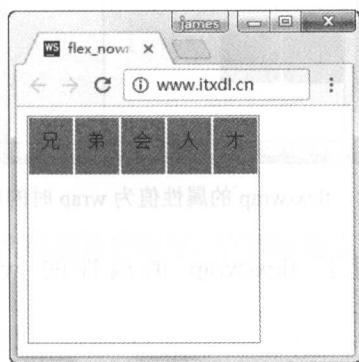 james
flex_nowr
www.itxdl.cn
兄 弟 会 人 才